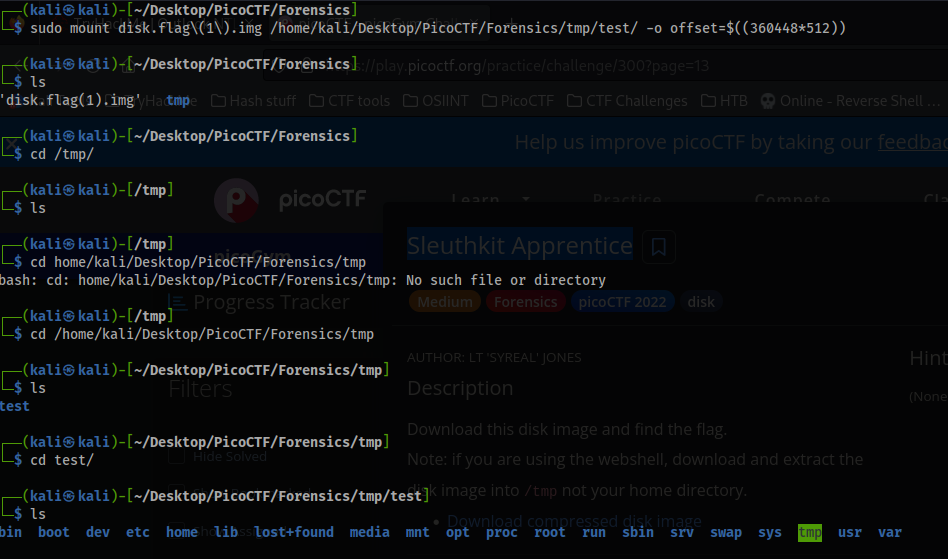 ┌──(kali㉿kali)-[~/Desktop/PicoCTF/Forensics]
└─$ sudo mount disk.flag\(1\).img /home/kali/Desktop/PicoCTF/Forensics/tmp/test/ -o offset=$((360448*512))
┌──(kali㉿kali)-[~/Desktop/PicoCTF/Forensics]
://play.picoctf.org/practice/challenge/300?page=13
└─$ ls
'disk.flag(1).img' tmp
Hash stuff CTF tools OSIINT PicoCTF CTF Challenges HTB Online - Reverse Shell ...
┌──(kali㉿kali)-[~/Desktop/PicoCTF/Forensics]
Help us improve picoCTF by taking our feedbac
└─$ cd /tmp/
┌──(kali㉿kali)-[/tmp]
picoCTF Learn Practice Compete Cla
└─$ ls
┌──(kali㉿kali)-[/tmp]
Sleuthkit Apprentice
└─$ cd home/kali/Desktop/PicoCTF/Forensics/tmp
bash: cd: home/kali/Desktop/PicoCTF/Forensics/tmp: No such file or directory
Progress Tracker
Medium Forensics picoCTF 2022 disk
┌──(kali㉿kali)-[/tmp]
└─$ cd /home/kali/Desktop/PicoCTF/Forensics/tmp
AUTHOR: LT 'SYREAL' JONES
Hint
┌──(kali㉿kali)-[~/Desktop/PicoCTF/Forensics/tmp]
└─$ ls
Filters
Description
(None
test
Download this disk image and find the flag.
┌──(kali㉿kali)-[~/Desktop/PicoCTF/Forensics/tmp]
└─$ cd test/
Hide Solved
Note: if you are using the webshell, download and extract the
disk image into /tmp not your home directory.
┌──(kali㉿kali)-[~/Desktop/PicoCTF/Forensics/tmp/test]
└─$ ls
Download compressed disk image
bin boot dev etc home lib lost+found media mnt opt proc root run sbin srv swap sys tmp usr var